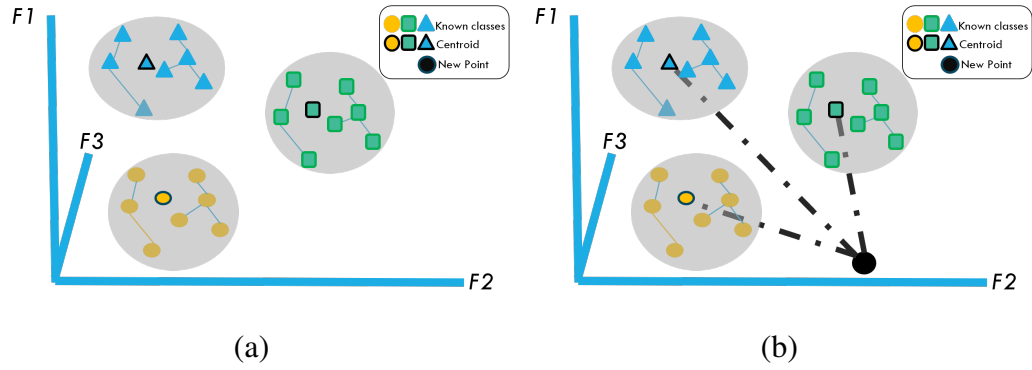 F1
Known classes
Centroid
New Point
F3
F2
(a)
F1
Known classes
Centroid
New Point
F3
F2
(b)